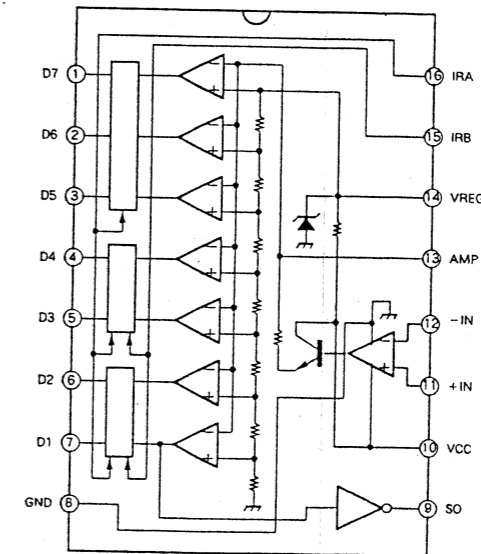 D7 1
D6 2
D5 3
D4 4
D3 5
D2 6
D1 7
GND 8
16 IRA
15 IRB
14 VREG
13 AMP
12 -IN
11 +IN
10 VCC
9 SO